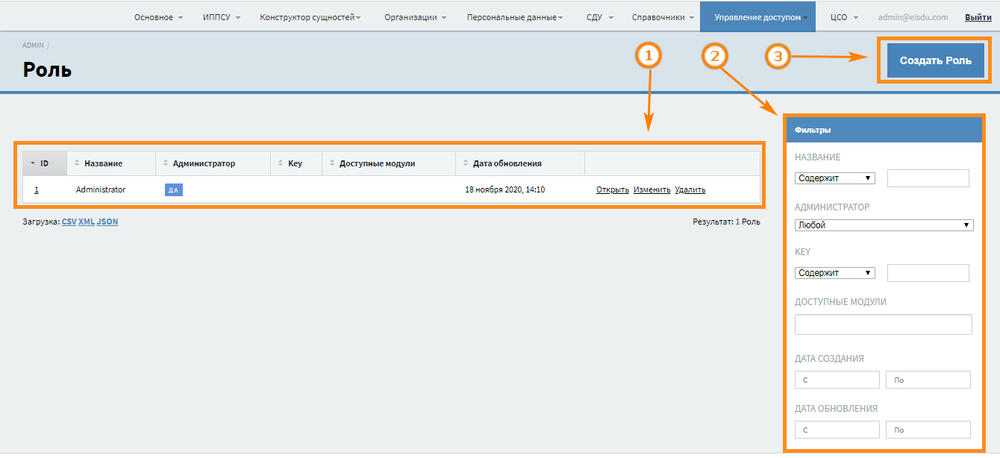 Основное ИППСУ Конструктор сущностей Организации Персональные данные СДУ Справочники Управление доступом ЦСО admin@eisdu.com Выйти
ADMIN /
Роль
1 2 3
Создать Роль
ID Название Администратор Key Доступные модули Дата обновления
1 Administrator ДА 18 ноября 2020, 14:10 Открыть Изменить Удалить
Загрузка: CSV XML JSON
Результат: 1 Роль
Фильтры
НАЗВАНИЕ
Содержит
АДМИНИСТРАТОР
Любой
KEY
Содержит
ДОСТУПНЫЕ МОДУЛИ
ДАТА СОЗДАНИЯ
С По
ДАТА ОБНОВЛЕНИЯ
С По